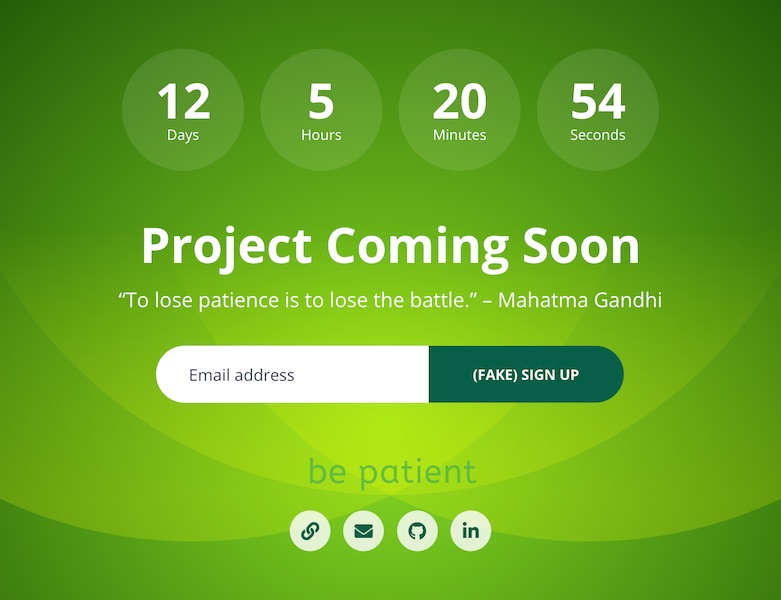 12 5 20 54
Days Hours Minutes Seconds
Project Coming Soon
“To lose patience is to lose the battle.” – Mahatma Gandhi
Email address (FAKE) SIGN UP
be patient
in